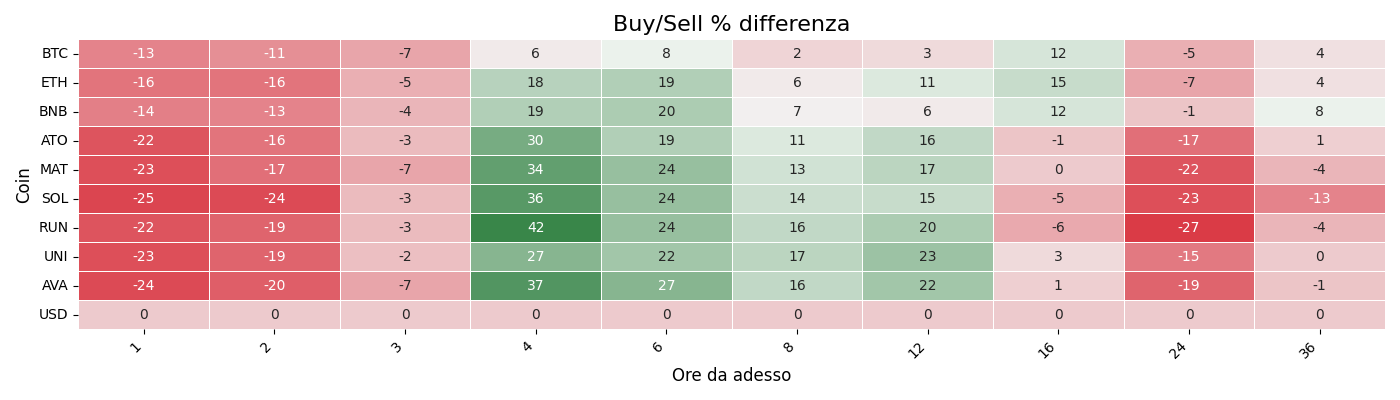 Buy/Sell % differenza
Coin
BTC -13 -11 -7 6 8 2 3 12 -5 4
ETH -16 -16 -5 18 19 6 11 15 -7 4
BNB -14 -13 -4 19 20 7 6 12 -1 8
ATO -22 -16 -3 30 19 11 16 -1 -17 1
MAT -23 -17 -7 34 24 13 17 0 -22 -4
SOL -25 -24 -3 36 24 14 15 -5 -23 -13
RUN -22 -19 -3 42 24 16 20 -6 -27 -4
UNI -23 -19 -2 27 22 17 23 3 -15 0
AVA -24 -20 -7 37 27 16 22 1 -19 -1
USD 0 0 0 0 0 0 0 0 0 0
1 2 3 4 6 8 12 16 24 36
Ore da adesso